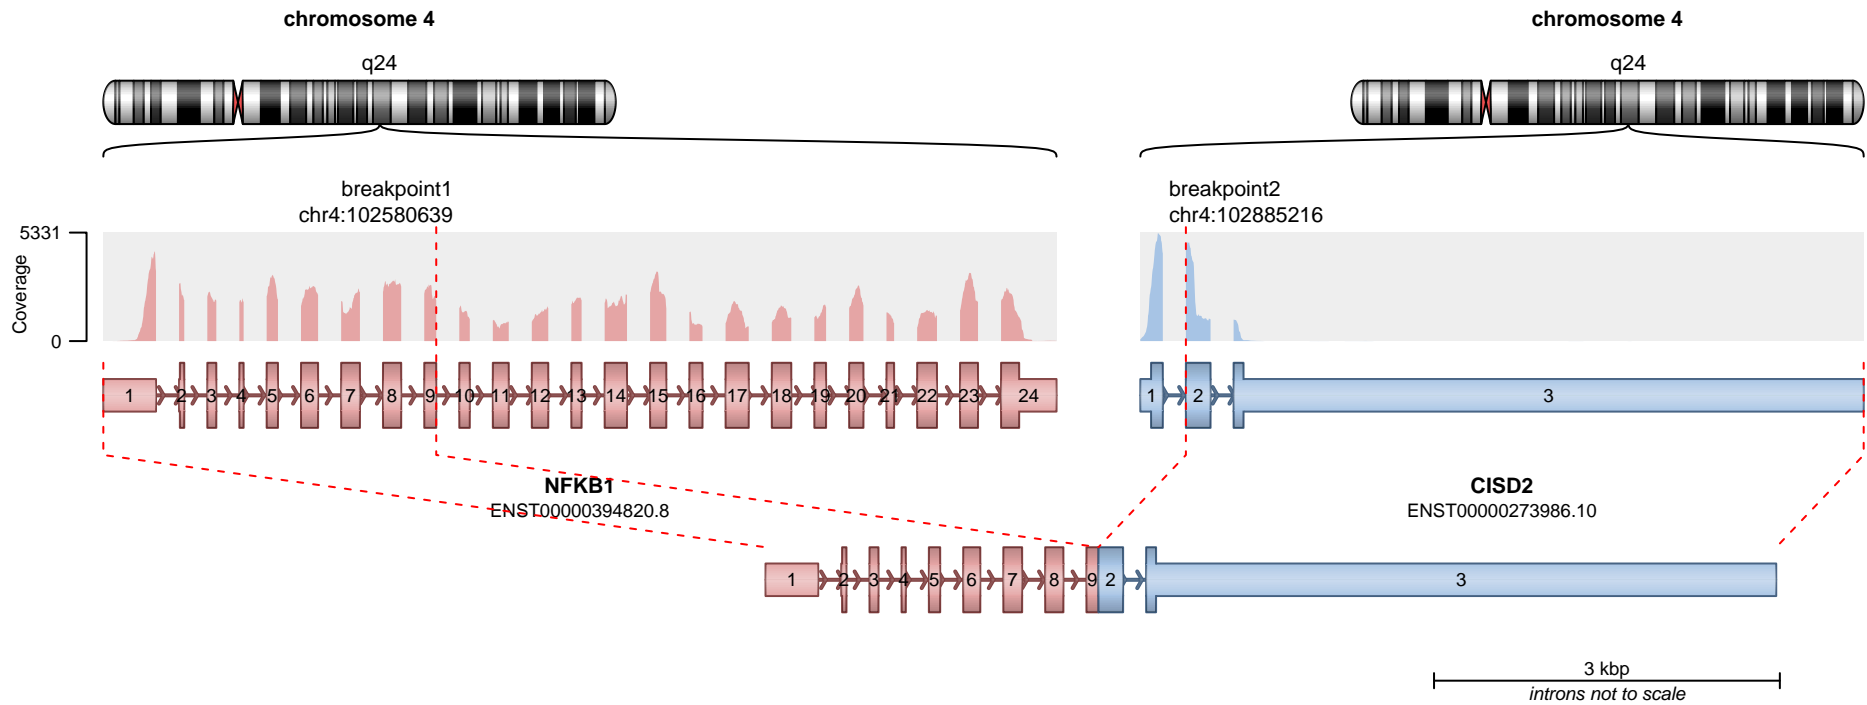 chromosome 4
chromosome 4
q24
q24
breakpoint1
chr4:102580639
breakpoint2
chr4:102885216
5331
Coverage
0
1 2 3 4 5 6 7 8 9 10 11 12 13 14 15 16 17 18 19 20 21 22 23 24
1 2 3
NFKB1
ENST00000394820.8
CISD2
ENST00000273986.10
1 2 3 4 5 6 7 8 9 2 3
3 kbp
introns not to scale